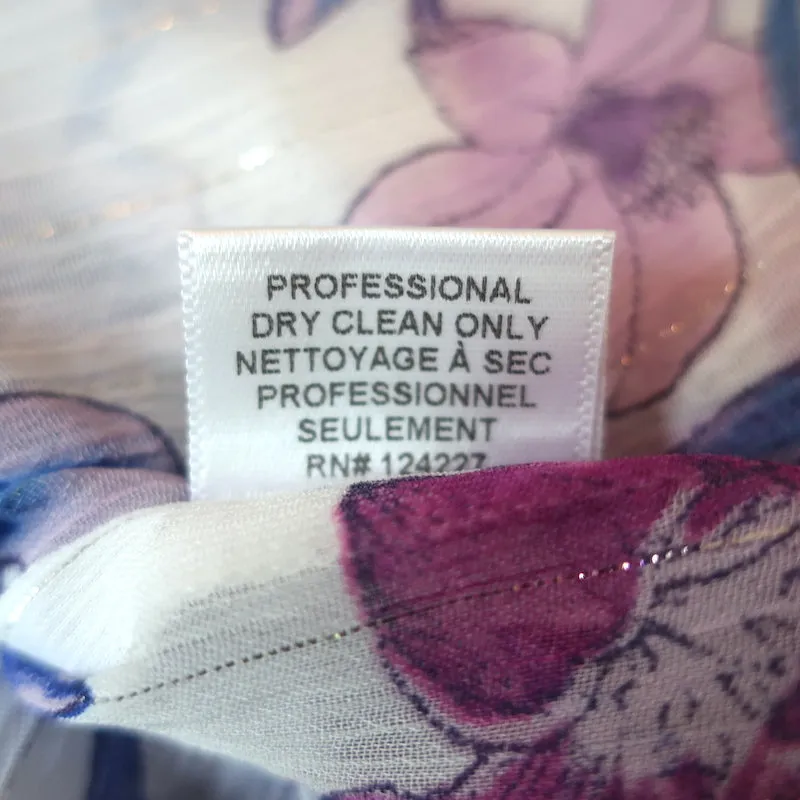 PROFESSIONAL
DRY CLEAN ONLY
NETTOYAGE À SEC
PROFESSIONNEL
SEULEMENT
RN# 124227